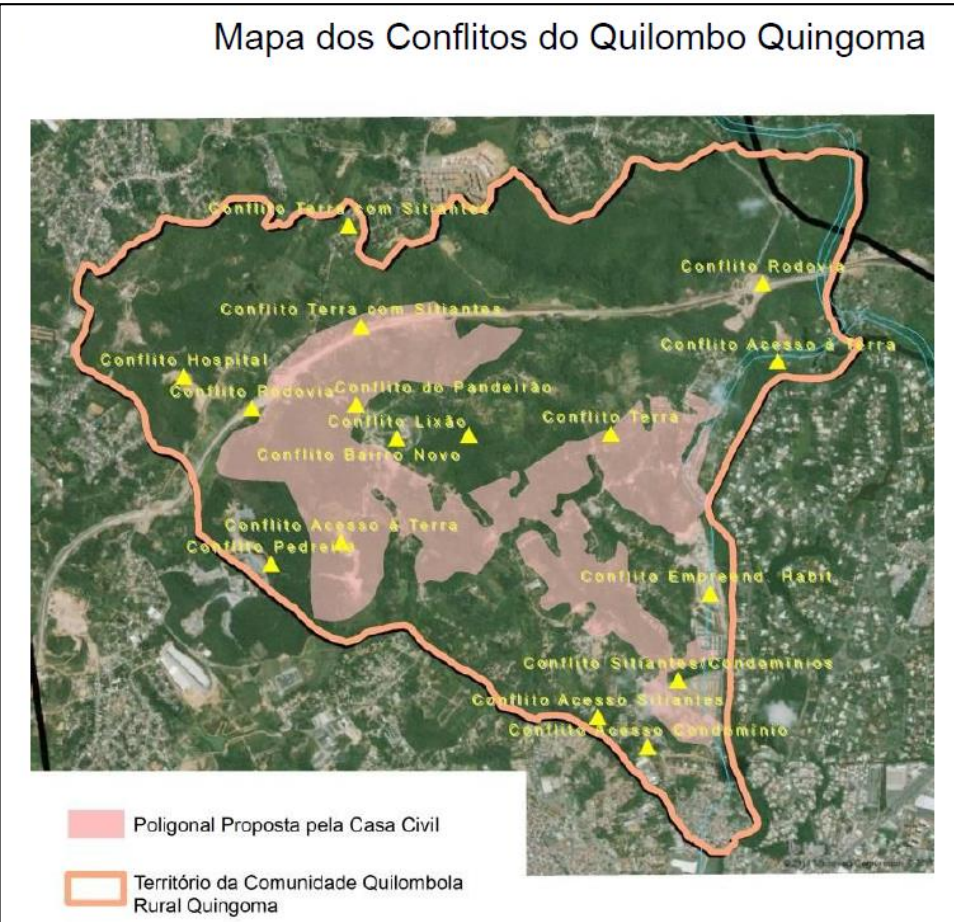 Mapa dos Conflitos do Quilombo Quingoma
Conflito Terra com Sitiantes
Conflito Rodovia
Conflito Terra com Sitiantes
Conflito Acesso á Terra
Conflito Hospital
Conflito Rodovia
Conflito do Pandeirão
Conflito Lixão
Conflito Terra
Conflito Bairro Novo
Conflito Acesso á Terra
Conflito Pedreira
Conflito Empreend. Habit
Conflito Sitiantes/Condomínios
Conflito Acesso Sitiantes
Conflito Acesso Condomínio
Poligonal Proposta pela Casa Civil
Território da Comunidade Quilombola
Rural Quingoma